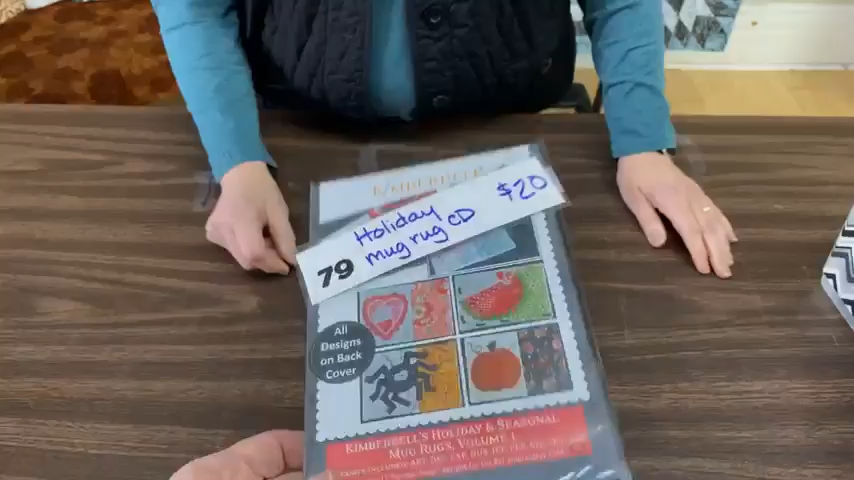 KIMBERBELL
Holiday $20
mug rug CD
79
All
Designs
on Back
Cover
KIMBERBELL'S HOLIDAY & SEASONAL
MUG RUGS, VOLUME 1